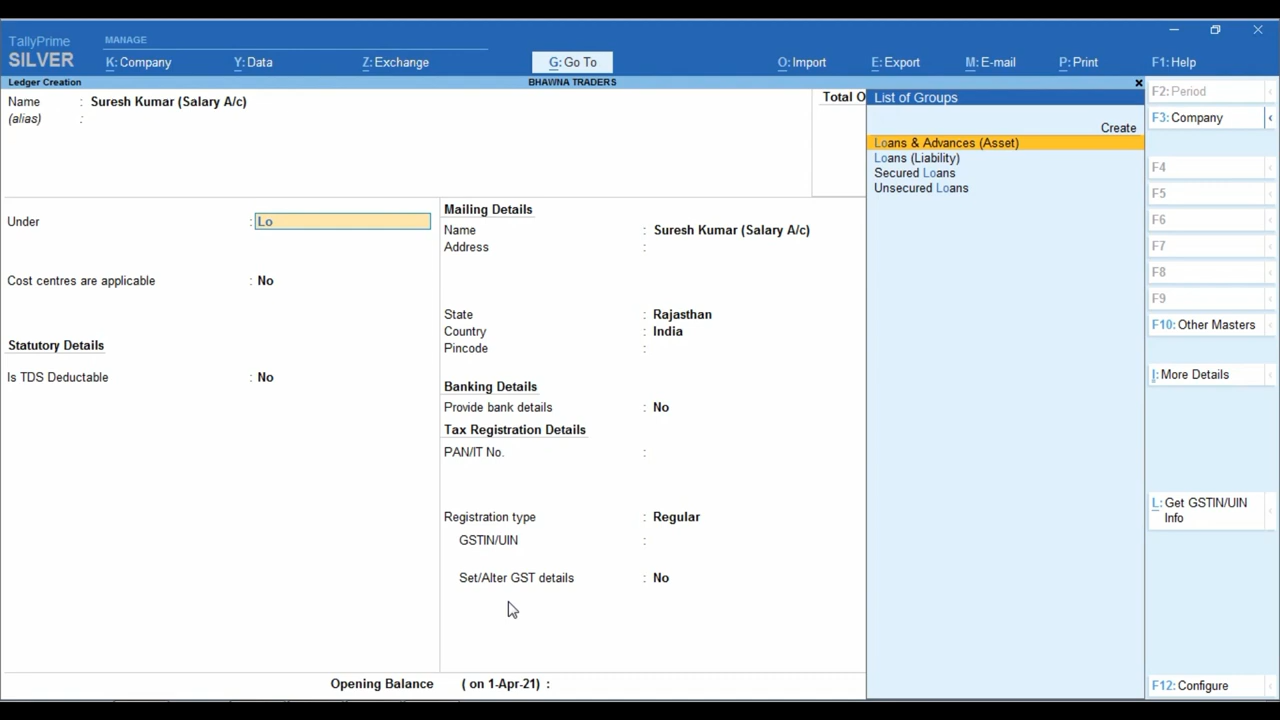 TallyPrime
SILVER
MANAGE
K: Company
Y: Data
Z: Exchange
G: Go To
O: Import
E: Export
M: E-mail
P: Print
F1: Help
Ledger Creation
BHAWNA TRADERS
Name : Suresh Kumar (Salary A/c)
(alias) :
Total O
Under : Lo
Cost centres are applicable : No
Statutory Details
Is TDS Deductable : No
Mailing Details
Name : Suresh Kumar (Salary A/c)
Address :
State : Rajasthan
Country : India
Pincode :
Banking Details
Provide bank details : No
Tax Registration Details
PAN/IT No. :
Registration type : Regular
GSTIN/UIN :
Set/Alter GST details : No
Opening Balance ( on 1-Apr-21) :
List of Groups
Create
Loans & Advances (Asset)
Loans (Liability)
Secured Loans
Unsecured Loans
F2: Period
F3: Company
F4
F5
F6
F7
F8
F9
F10: Other Masters
I: More Details
L: Get GSTIN/UIN
Info
F12: Configure